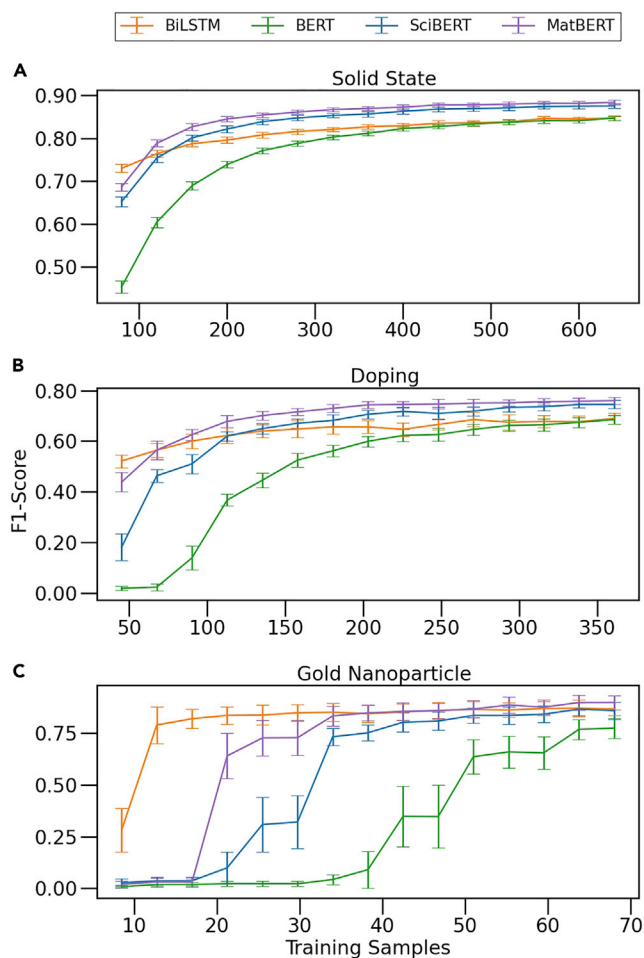 BiLSTM BERT SciBERT MatBERT
A
Solid State
0.90
0.80
0.70
0.60
0.50
100 200 300 400 500 600
B
Doping
0.80
0.60
0.40
0.20
0.00
F1-Score
50 100 150 200 250 300 350
C
Gold Nanoparticle
0.75
0.50
0.25
0.00
10 20 30 40 50 60 70
Training Samples